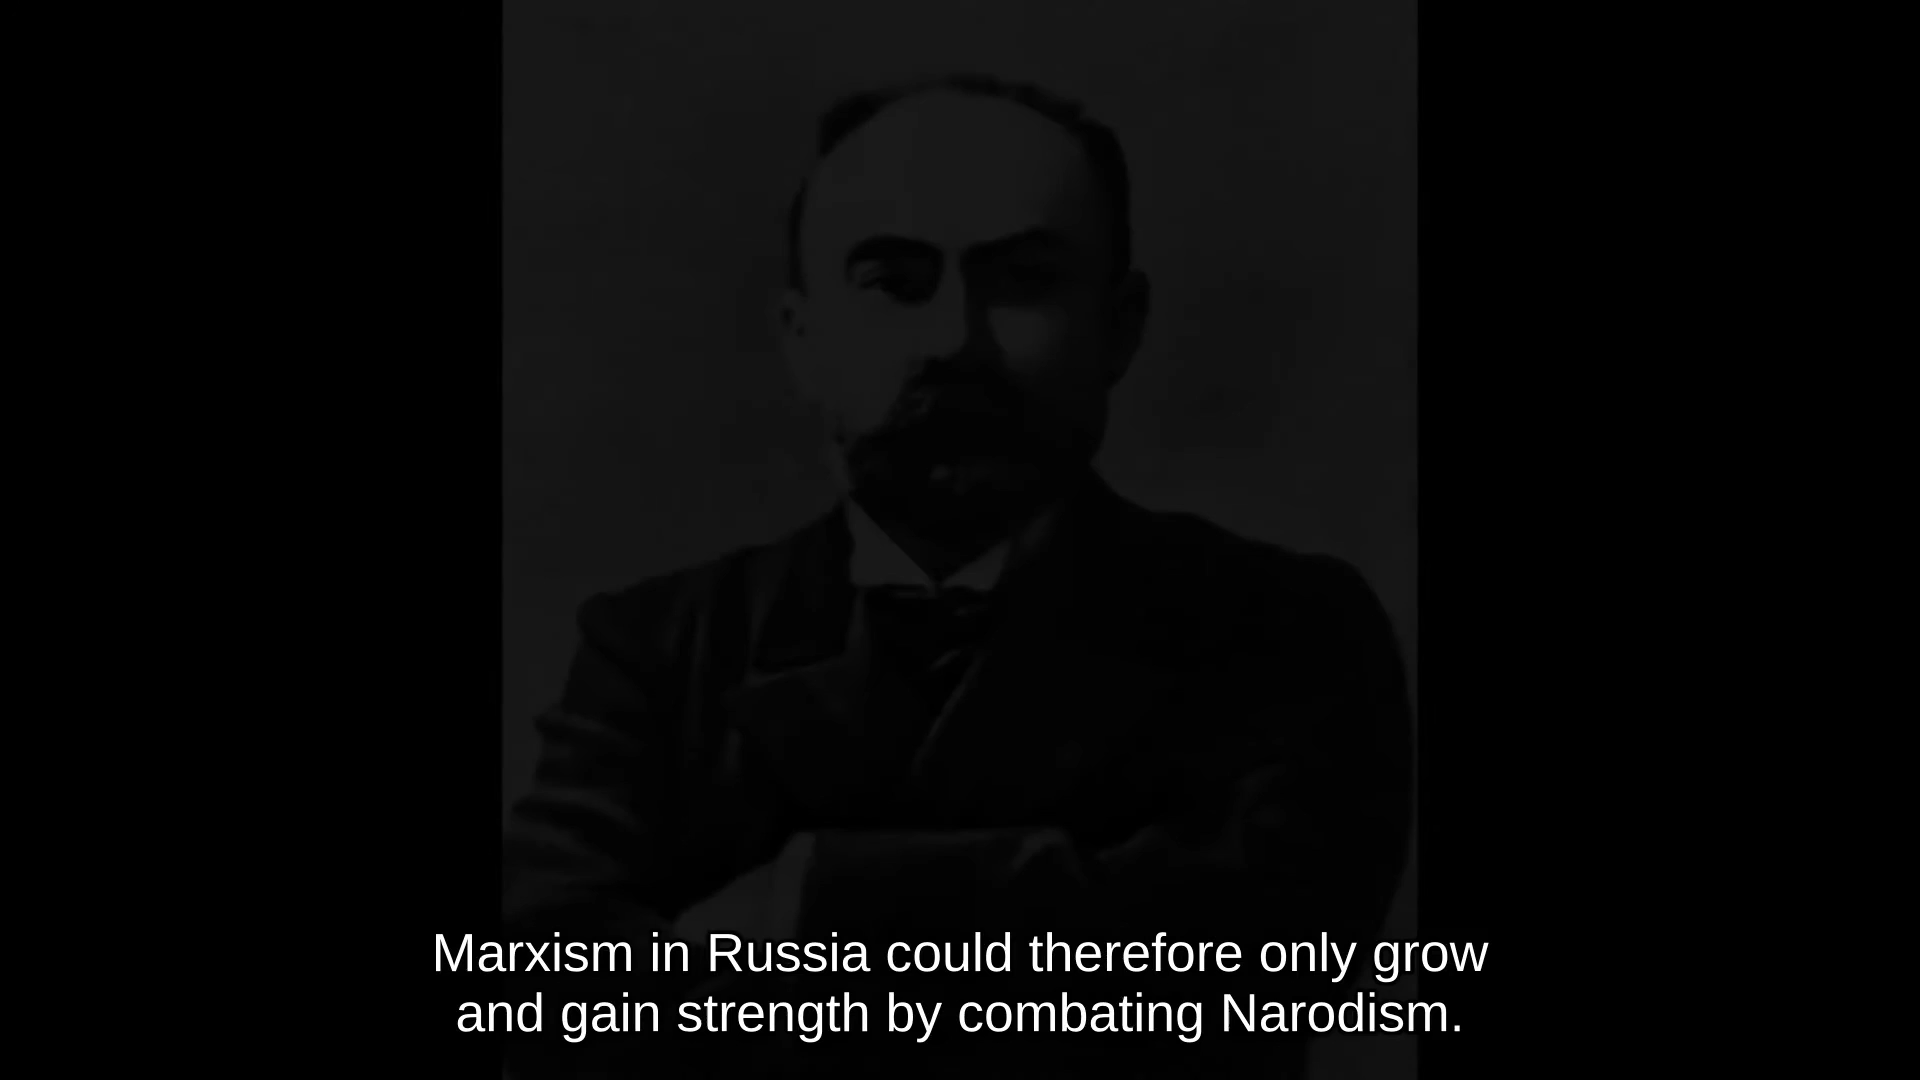 Marxism in Russia could therefore only grow
and gain strength by combating Narodism.